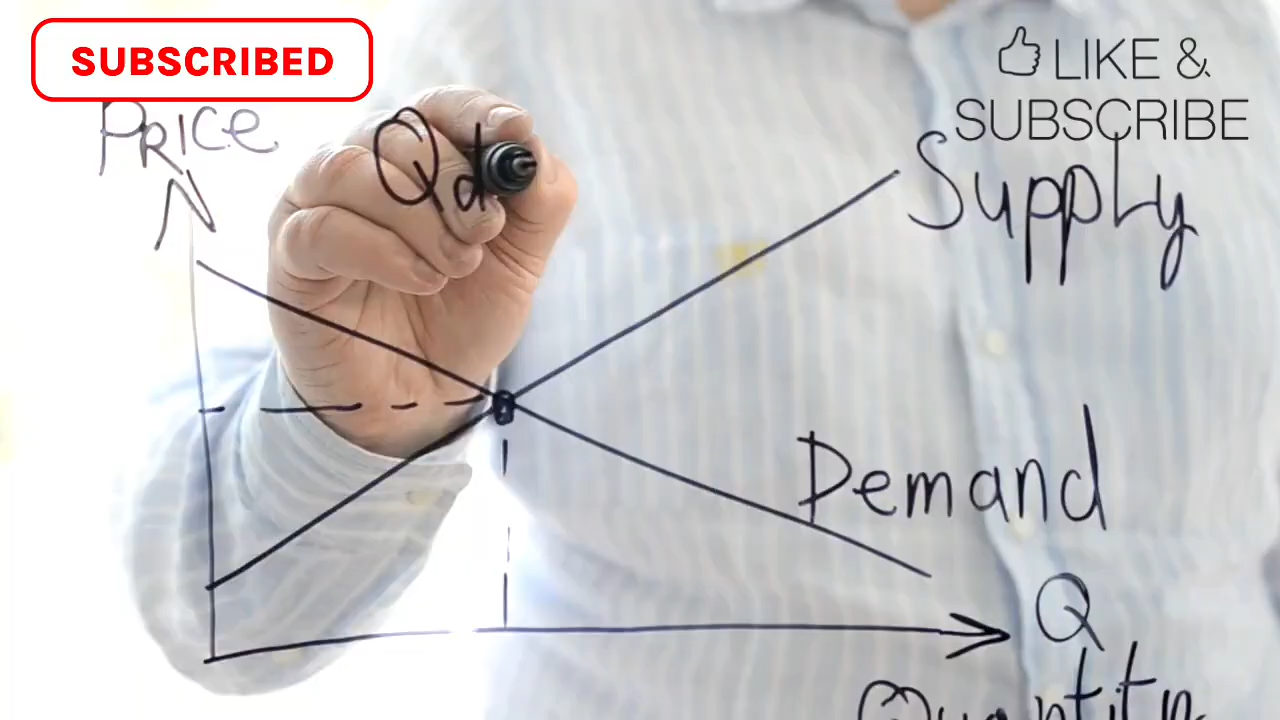 SUBSCRIBED
LIKE &
SUBSCRIBE
PRICE
Qd
Supply
Demand
Q